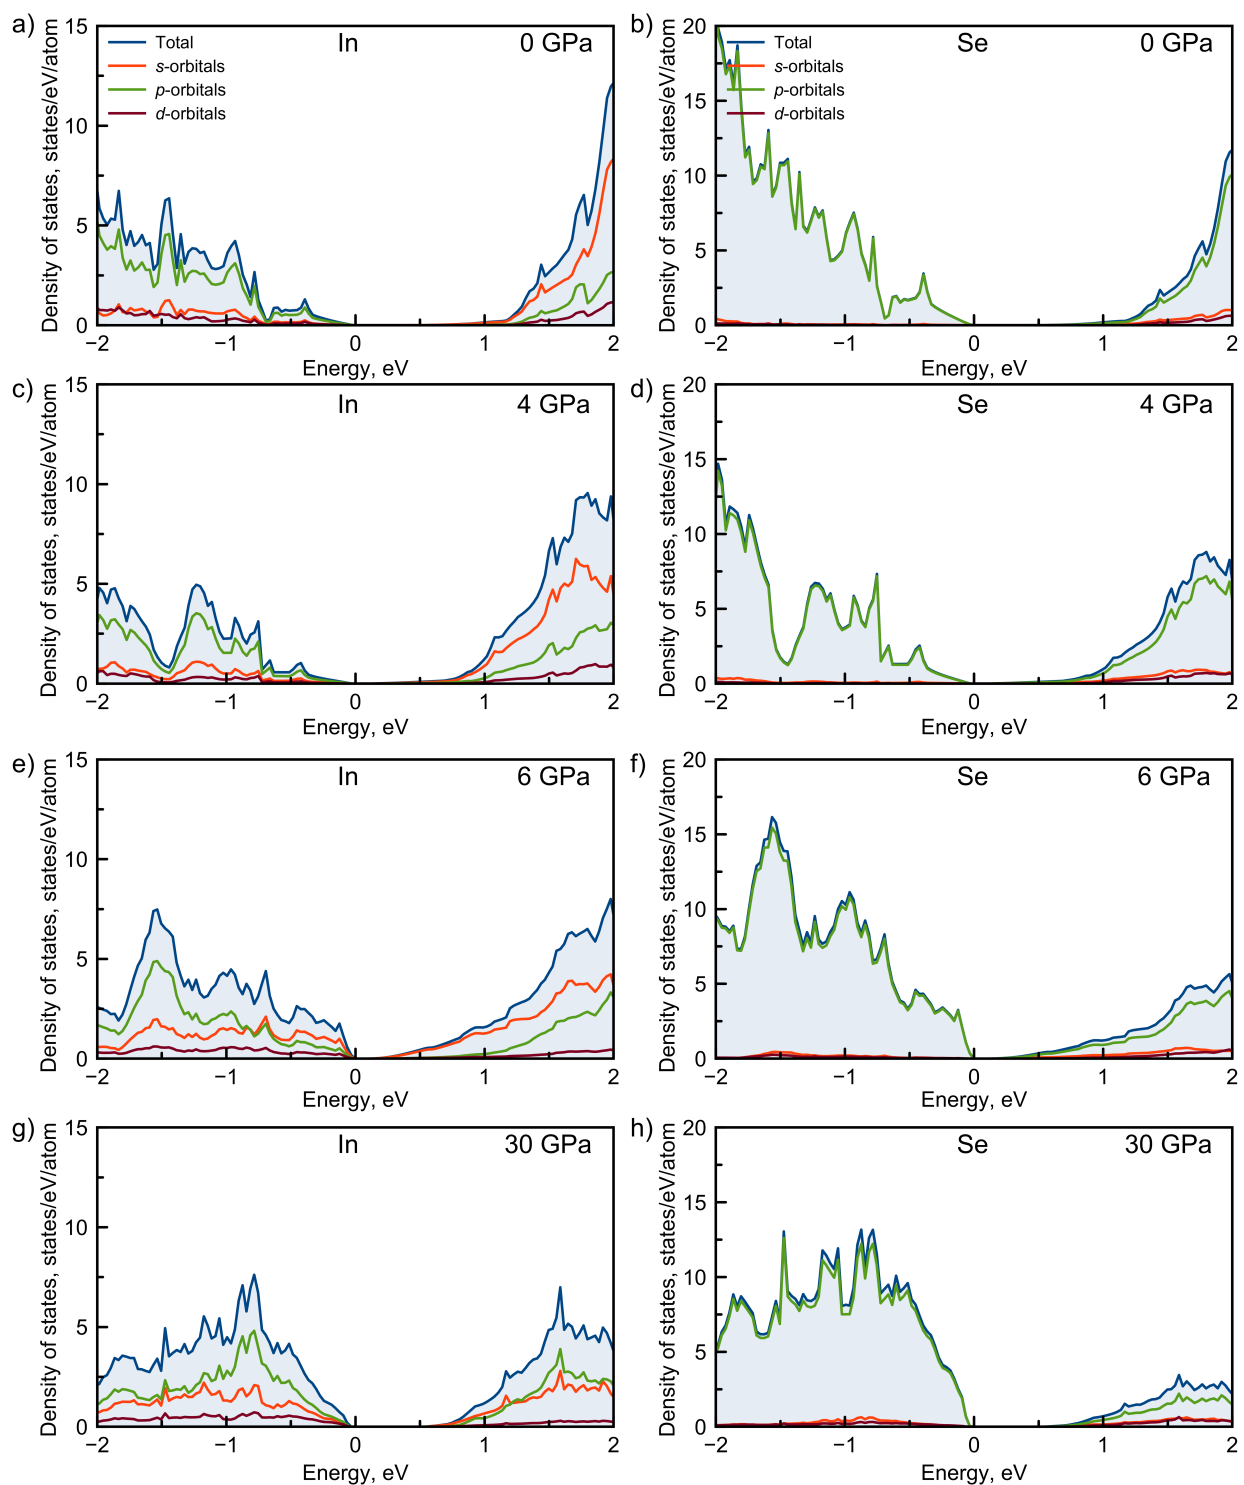 a)
Density of states, states/eV/atom
15
10
5
0
Total
s-orbitals
p-orbitals
d-orbitals
In
0 GPa
−2
−1
0
1
2
Energy, eV
b)
Density of states, states/eV/atom
20
15
10
5
0
Total
s-orbitals
p-orbitals
d-orbitals
Se
0 GPa
−2
−1
0
1
2
Energy, eV
c)
Density of states, states/eV/atom
15
10
5
0
In
4 GPa
−2
−1
0
1
2
Energy, eV
d)
Density of states, states/eV/atom
20
15
10
5
0
Se
4 GPa
−2
−1
0
1
2
Energy, eV
e)
Density of states, states/eV/atom
15
10
5
0
In
6 GPa
−2
−1
0
1
2
Energy, eV
f)
Density of states, states/eV/atom
20
15
10
5
0
Se
6 GPa
−2
−1
0
1
2
Energy, eV
g)
Density of states, states/eV/atom
15
10
5
0
In
30 GPa
−2
−1
0
1
2
Energy, eV
h)
Density of states, states/eV/atom
20
15
10
5
0
Se
30 GPa
−2
−1
0
1
2
Energy, eV